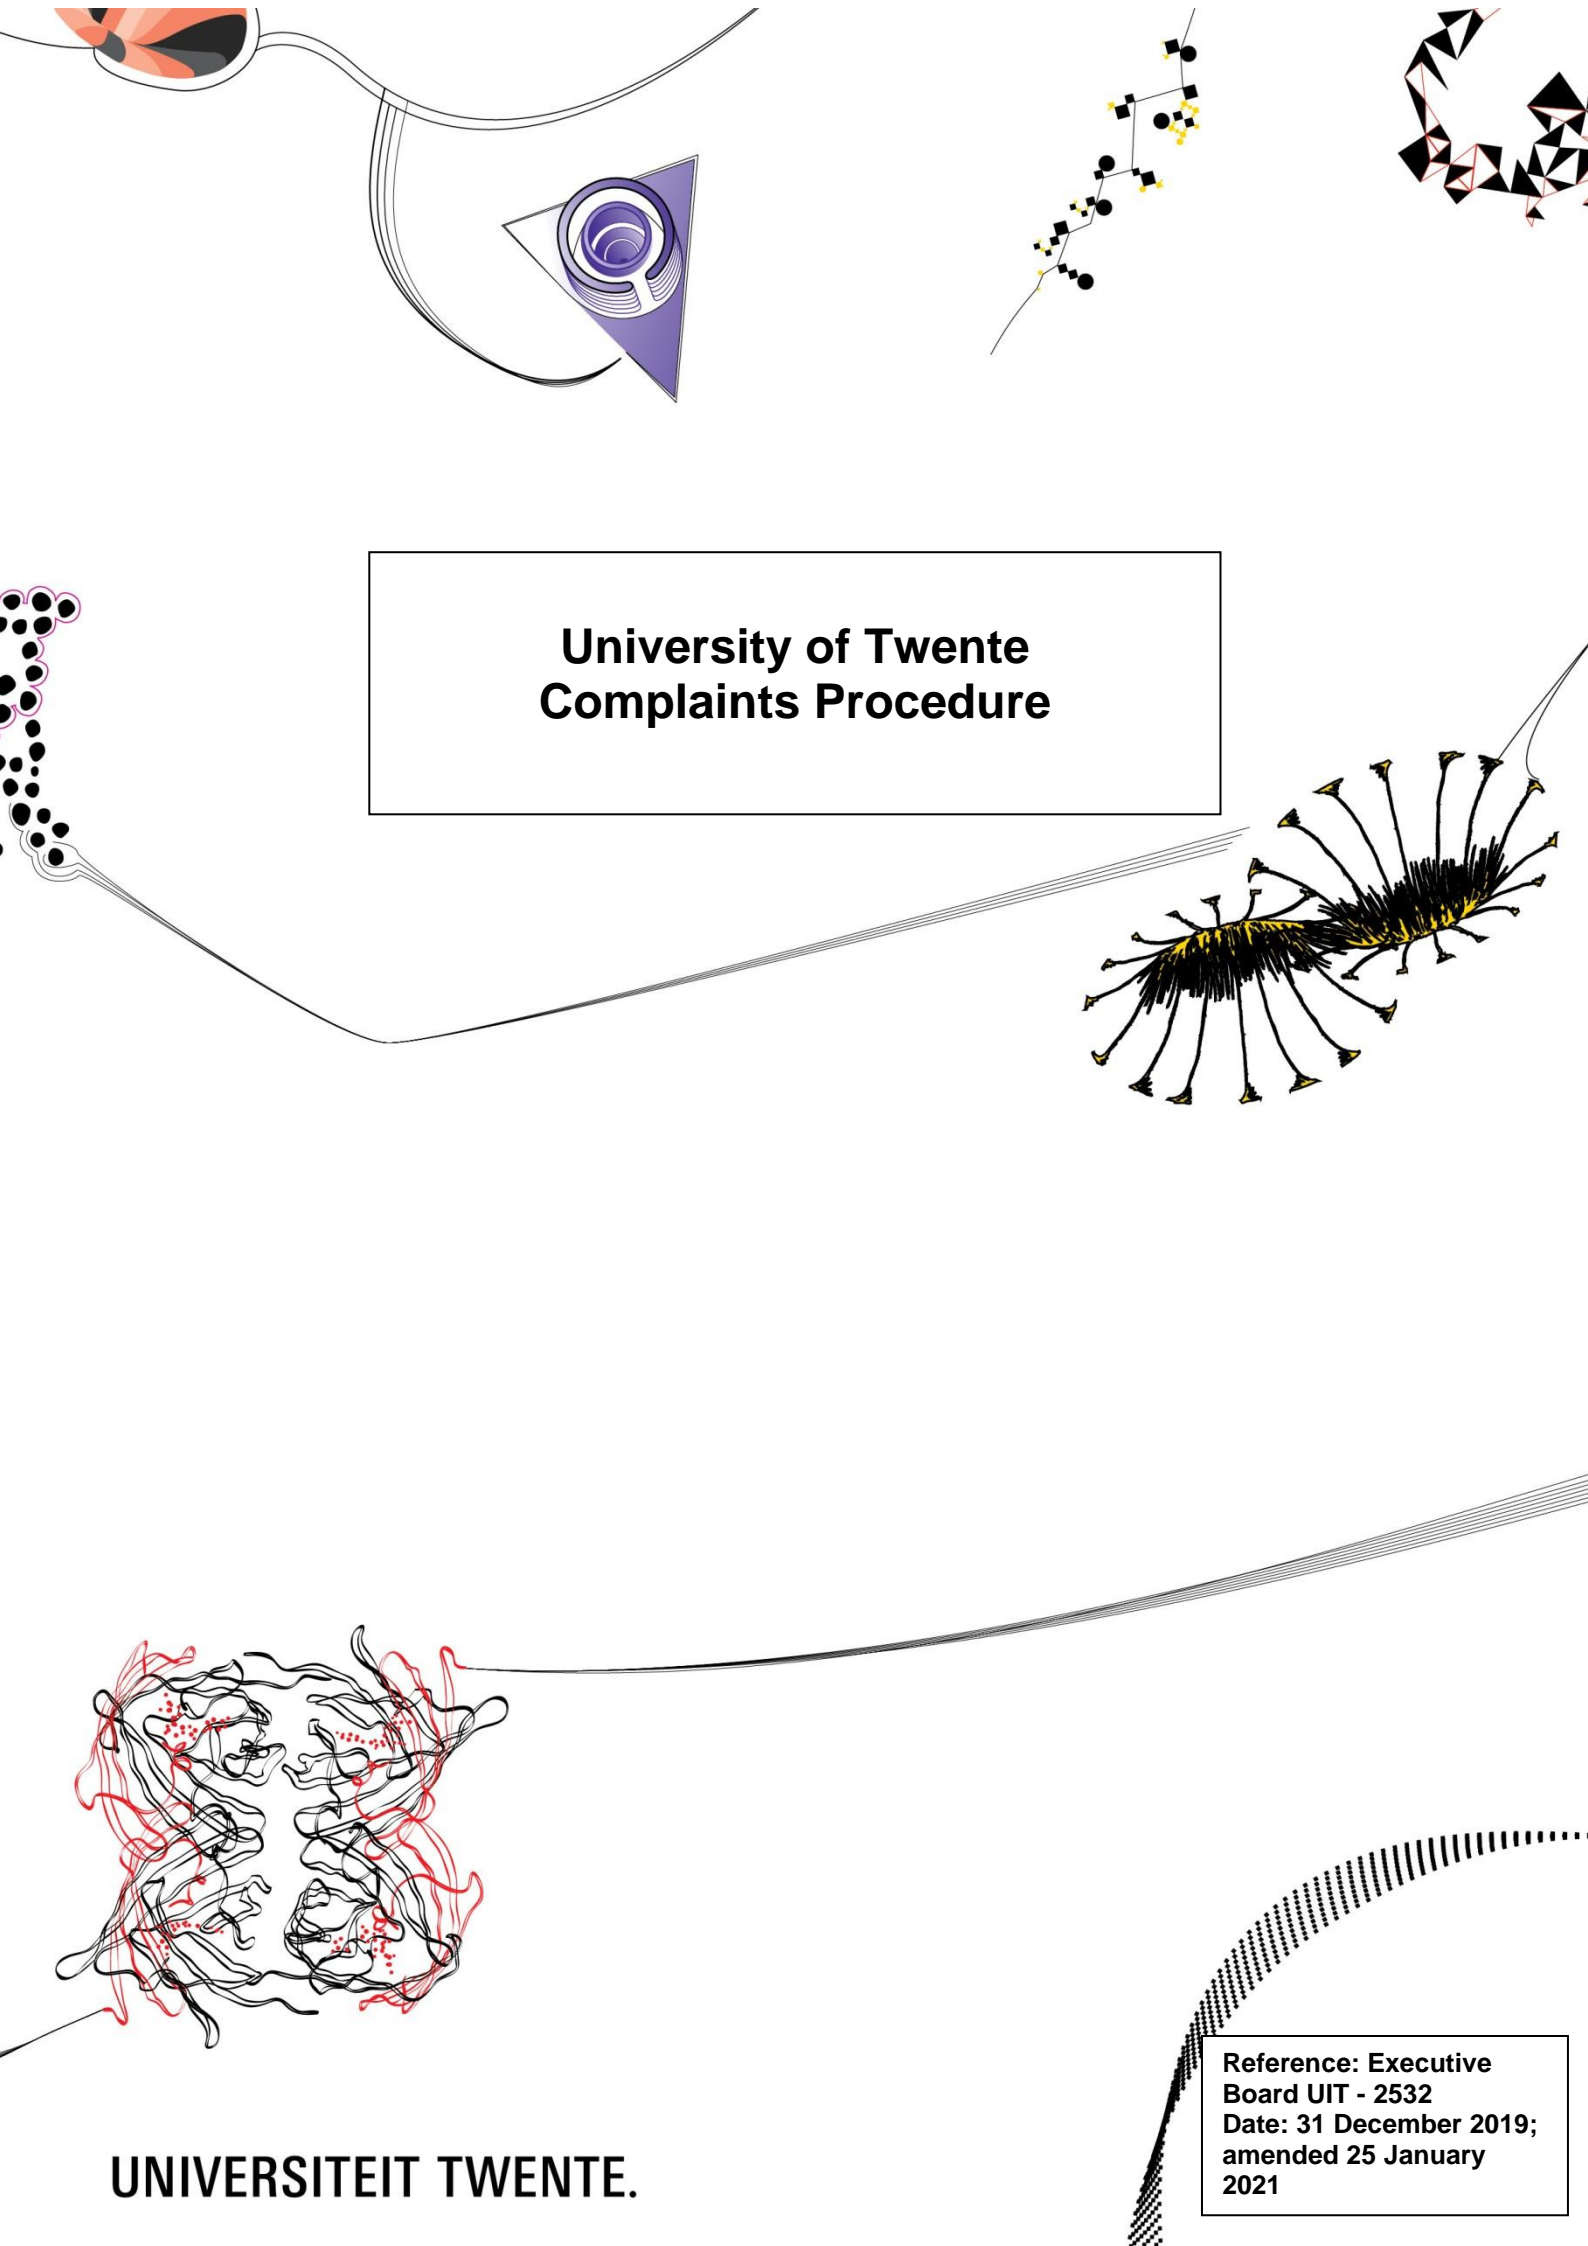 University of Twente
Complaints Procedure
Reference: Executive
Board UIT - 2532
Date: 31 December 2019;
amended 25 January
2021
UNIVERSITEIT TWENTE.